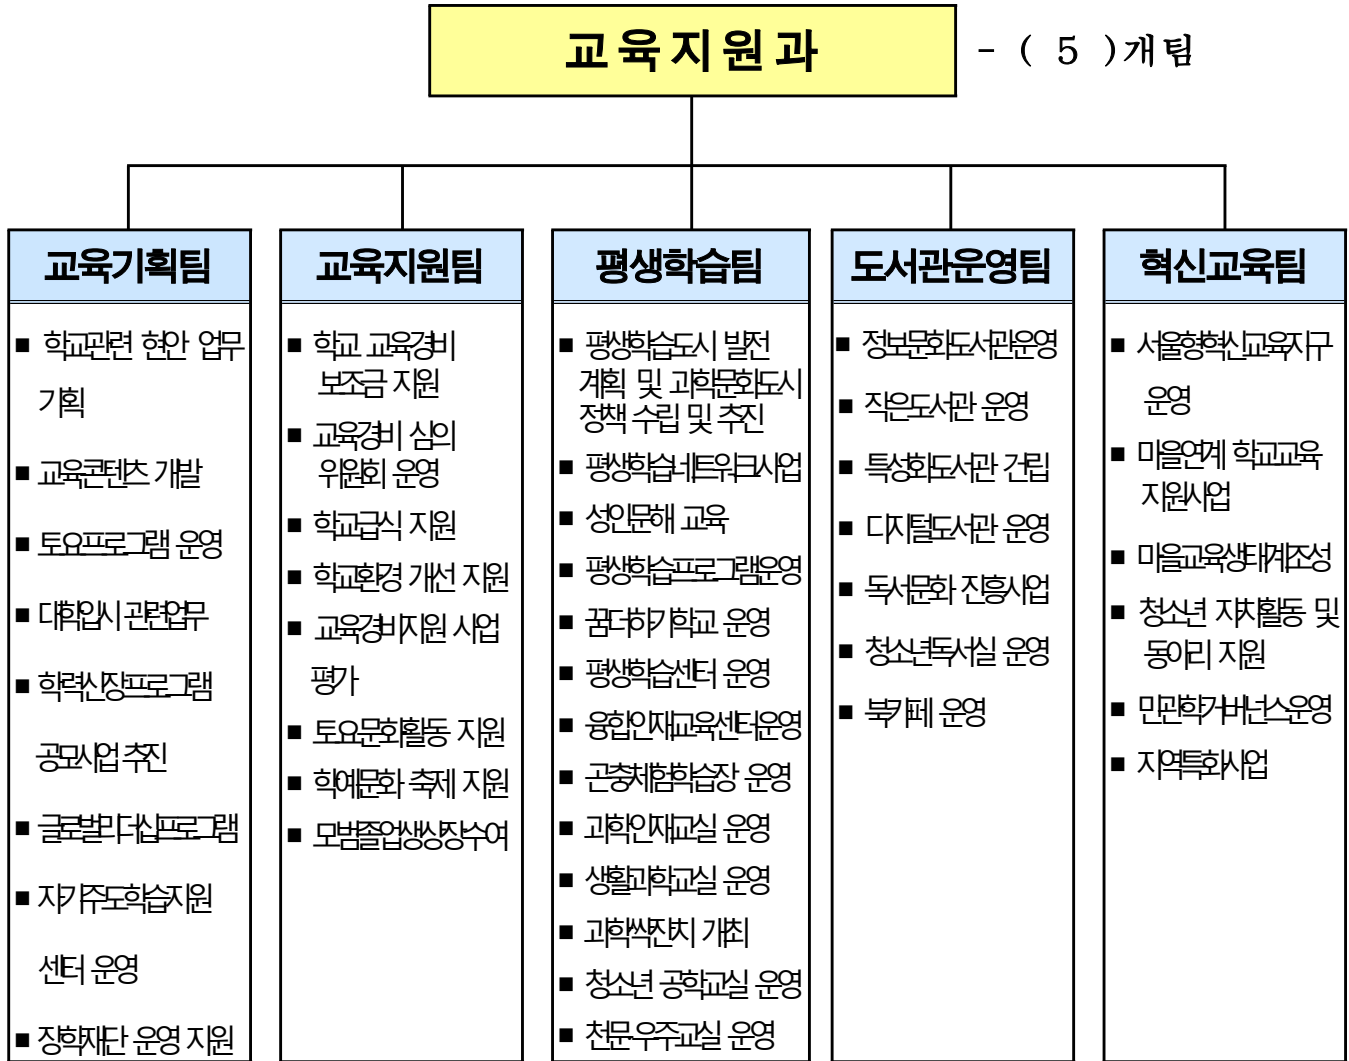 교육지원과
- ( 5 )개팀
교육기획팀
■ 학교관련 현안 업무
기획
■ 교육콘텐츠 개발
■ 토요프로그램 운영
■ 대학입시 관련업무
■ 학력신장프로그램
공모사업 추진
■ 글로벌리더십프로그램
■ 자기주도학습지원
센터 운영
■ 장학재단 운영 지원
교육지원팀
■ 학교 교육경비
보조금 지원
■ 교육경비 심의
위원회 운영
■ 학교급식 지원
■ 학교환경 개선 지원
■ 교육경비지원 사업
평가
■ 토요문화활동 지원
■ 학예문화 축제 지원
■ 모범졸업생상장수여
평생학습팀
■ 평생학습도시 발전
계획 및 과학문화도시
정책 수립 및 추진
■ 평생학습네트워크사업
■ 성인문해 교육
■ 평생학습프로그램운영
■ 꿈더하기학교 운영
■ 평생학습센터 운영
■ 융합인재교육센터운영
■ 곤충체험학습장 운영
■ 과학인재교실 운영
■ 생활과학교실 운영
■ 과학싹잔치 개최
■ 청소년 공학교실 운영
■ 천문·우주교실 운영
도서관운영팀
■ 정보문화도서관운영
■ 작은도서관 운영
■ 특성화도서관 건립
■ 디지털도서관 운영
■ 독서문화 진흥사업
■ 청소년독서실 운영
■ 북카페 운영
혁신교육팀
■ 서울형혁신교육지구
운영
■ 마을연계 학교교육
지원사업
■ 마을교육생태계조성
■ 청소년 자치활동 및
동아리 지원
■ 민관학거버넌스운영
■ 지역특화사업